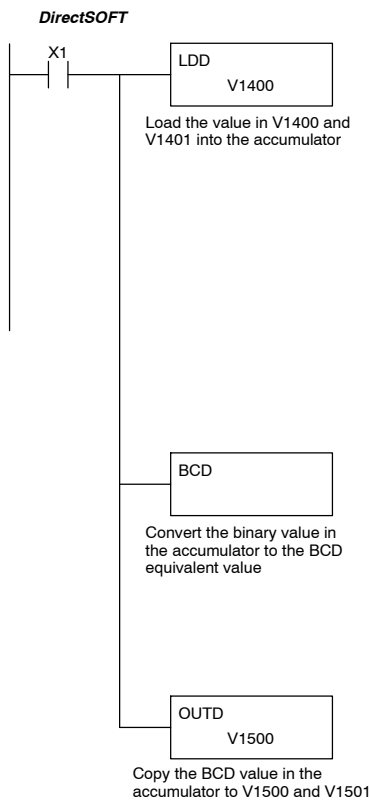 DirectSOFT
X1
LDD
V1400
Load the value in V1400 and
V1401 into the accumulator
BCD
Convert the binary value in
the accumulator to the BCD
equivalent value
OUTD
V1500
Copy the BCD value in the
accumulator to V1500 and V1501